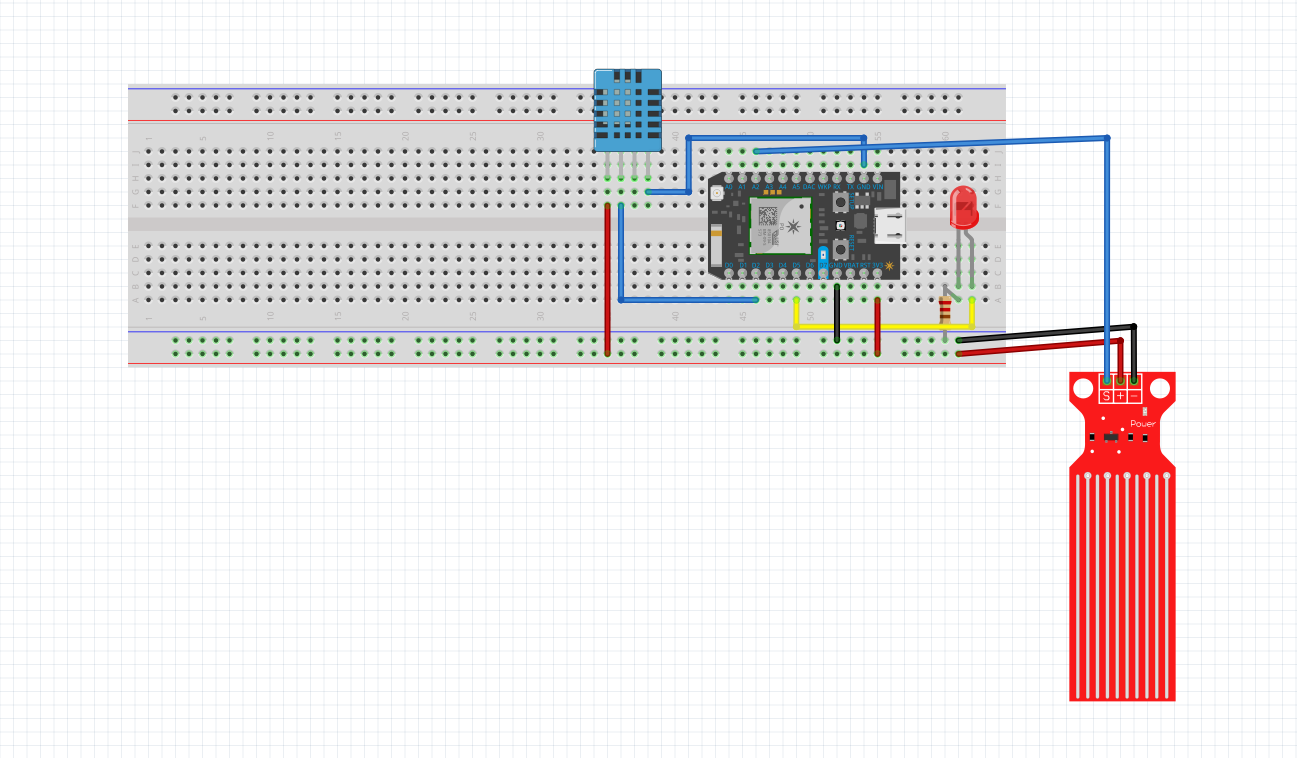 1 5 10 15 20 25 30 40 50 55 60
J J
I I
H H
G G
F F
A0 A1 A2 A3 A4 A5 DAC WKP RX TX GND VIN
E E
D D
C C
B B
A A
D0 D1 D2 D3 D4 D5 D6 D7 GND VBAT RST 3V3
1 5 10 15 20 25 30 35 40 45 50
S + -
Power